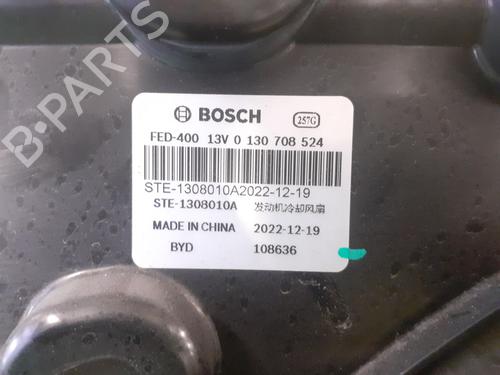 BOSCH
257G
FED-400 13V 0 130 708 524
STE-1308010A2022-12-19
STE-1308010A 发动机冷却风扇
MADE IN CHINA 2022-12-19
BYD 108636
B-PARTS